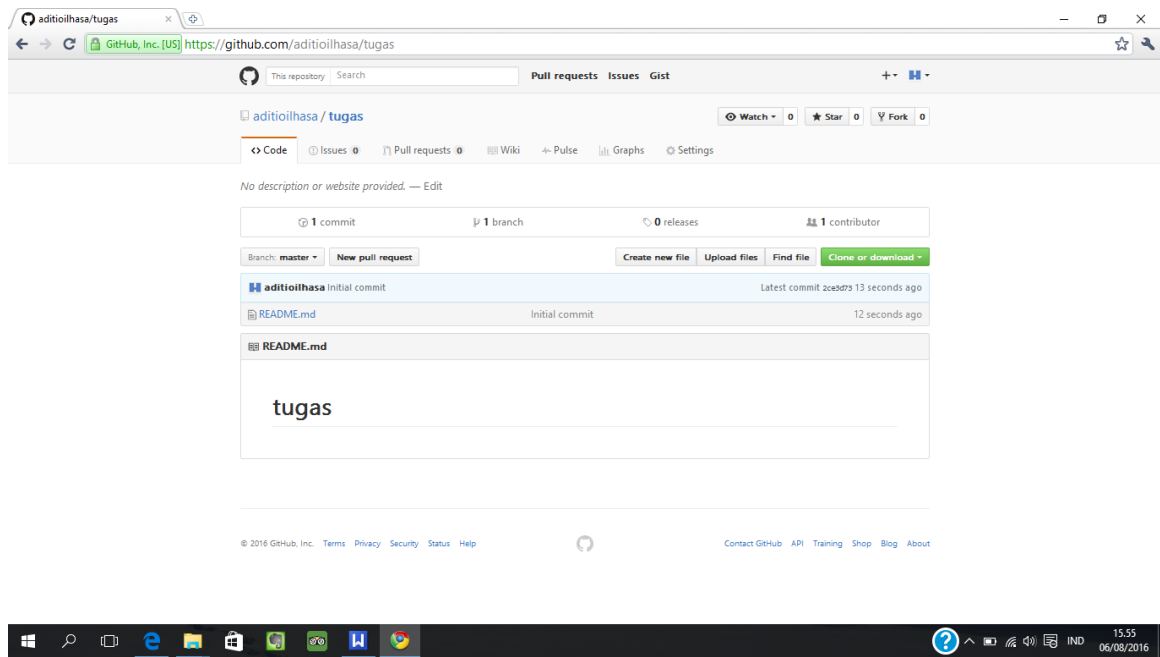 aditioilhasa/tugas
GitHub, Inc. [US] https://github.com/aditioilhasa/tugas
This repository Search Pull requests Issues Gist
aditioilhasa / tugas Watch 0 Star 0 Fork 0
Code Issues 0 Pull requests 0 Wiki Pulse Graphs Settings
No description or website provided. — Edit
1 commit 1 branch 0 releases 1 contributor
Branch: master New pull request Create new file Upload files Find file Clone or download
aditioilhasa Initial commit Latest commit 2ce3d73 13 seconds ago
README.md Initial commit 12 seconds ago
README.md
tugas
© 2016 GitHub, Inc. Terms Privacy Security Status Help Contact GitHub API Training Shop Blog About
IND 15.55
06/08/2016